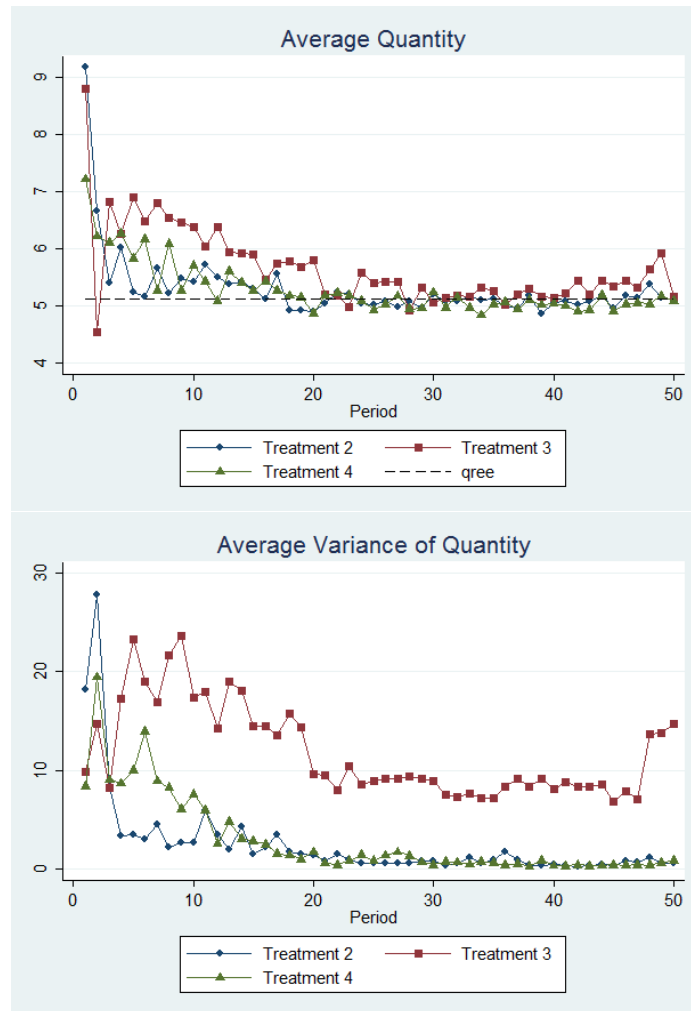 Average Quantity
9
8
7
6
5
4
0 10 20 30 40 50
Period
Treatment 2 Treatment 3
Treatment 4 qree
Average Variance of Quantity
30
20
10
0
0 10 20 30 40 50
Period
Treatment 2 Treatment 3
Treatment 4